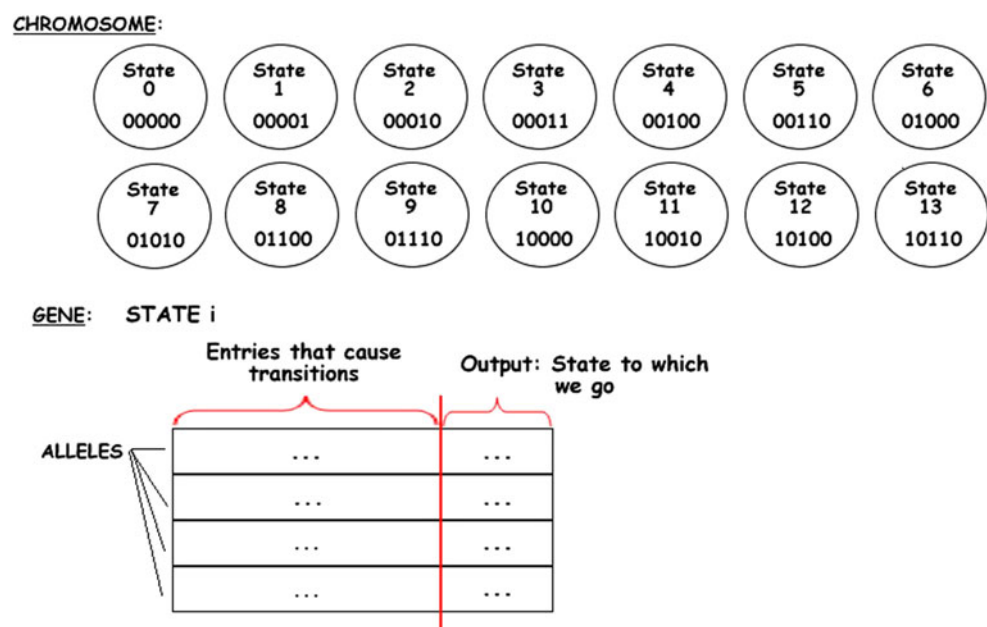 CHROMOSOME:
State 0 00000
State 1 00001
State 2 00010
State 3 00011
State 4 00100
State 5 00110
State 6 01000
State 7 01010
State 8 01100
State 9 01110
State 10 10000
State 11 10010
State 12 10100
State 13 10110
GENE: STATE i
Entries that cause
transitions
Output: State to which
we go
ALLELES
... ...
... ...
... ...
... ...